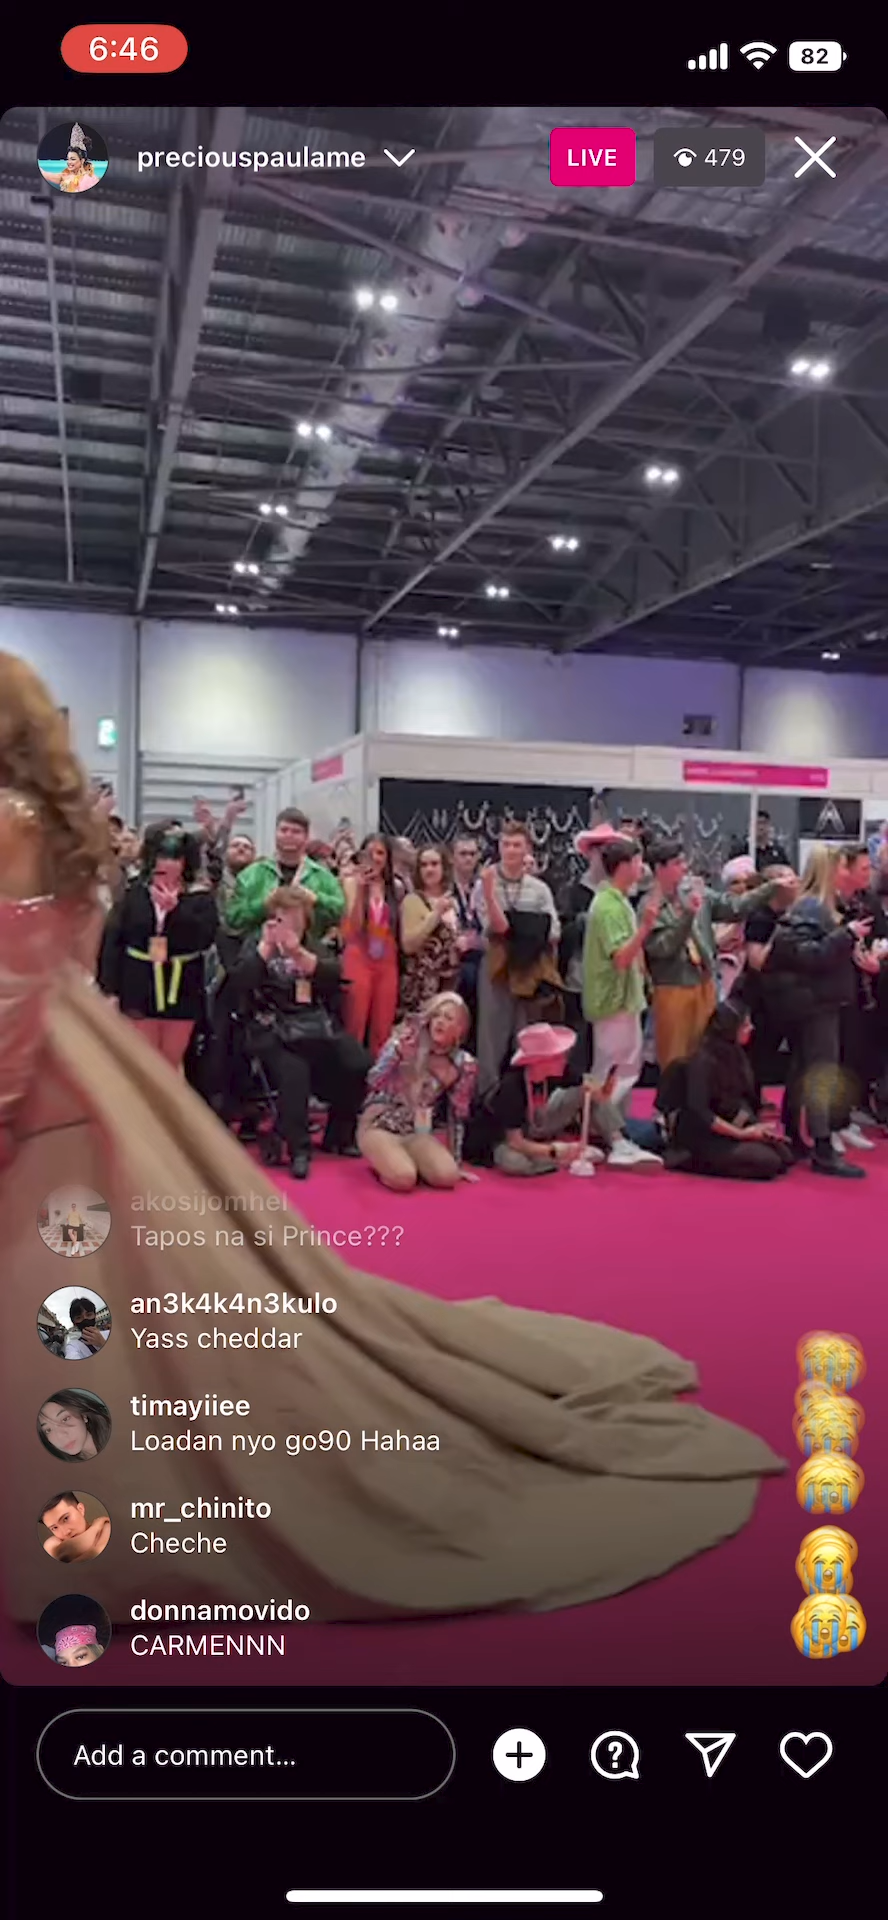 6:46
82
preciouspaulame
LIVE
479
akosijomhel
Tapos na si Prince???
an3k4k4n3kulo
Yass cheddar
timayiiee
Loadan nyo go90 Hahaa
mr_chinito
Cheche
donnamovido
CARMENNN
Add a comment...